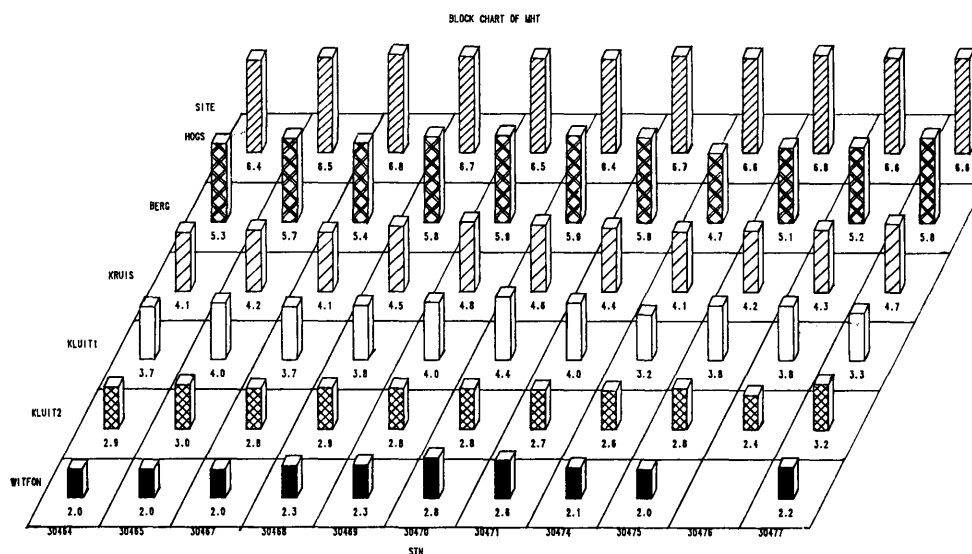 BLOCK CHART OF MHT
SITE
HOGS
6.4 6.5 6.8 6.7 6.5 6.4 6.7 6.6 6.8 6.6 6.6
BERG
5.3 5.7 5.4 5.8 5.9 5.9 5.8 4.7 5.1 5.2 5.8
KRUIS
4.1 4.2 4.1 4.5 4.8 4.6 4.4 4.1 4.2 4.3 4.7
KLUIT1
3.7 4.0 3.7 3.8 4.0 4.4 4.0 3.2 3.8 3.8 3.3
KLUIT2
2.9 3.0 2.8 2.9 2.8 2.8 2.7 2.6 2.8 2.4 3.2
WITFON
2.0 2.0 2.0 2.3 2.3 2.8 2.6 2.1 2.0 2.2
30464 30465 30467 30468 30469 30470 30471 30474 30475 30476 30477
STN